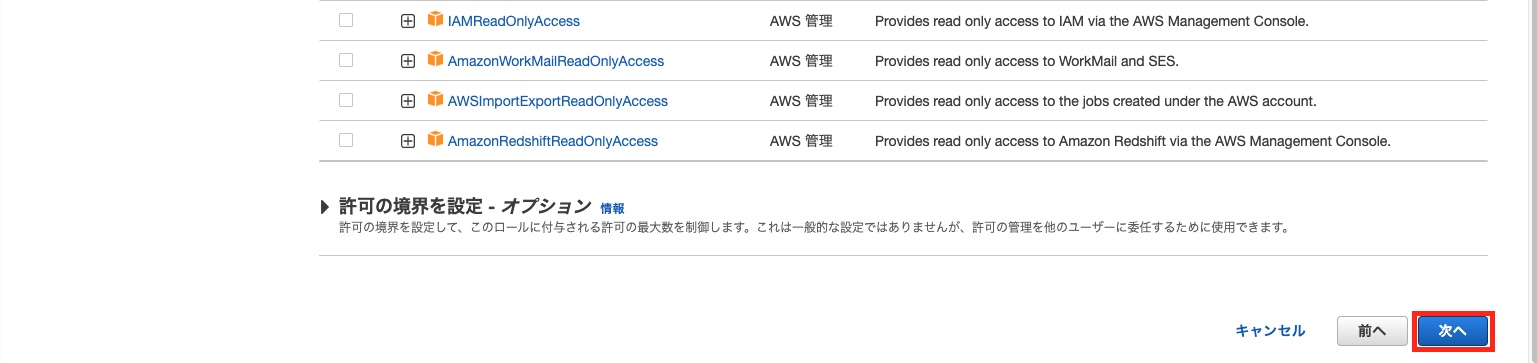 IAMReadOnlyAccess AWS 管理 Provides read only access to IAM via the AWS Management Console.
AmazonWorkMailReadOnlyAccess AWS 管理 Provides read only access to WorkMail and SES.
AWSImportExportReadOnlyAccess AWS 管理 Provides read only access to the jobs created under the AWS account.
AmazonRedshiftReadOnlyAccess AWS 管理 Provides read only access to Amazon Redshift via the AWS Management Console.
許可の境界を設定 - オプション 情報
許可の境界を設定して、このロールに付与される許可の最大数を制御します。これは一般的な設定ではありませんが、許可の管理を他のユーザーに委任するために使用できます。
キャンセル 前へ 次へ